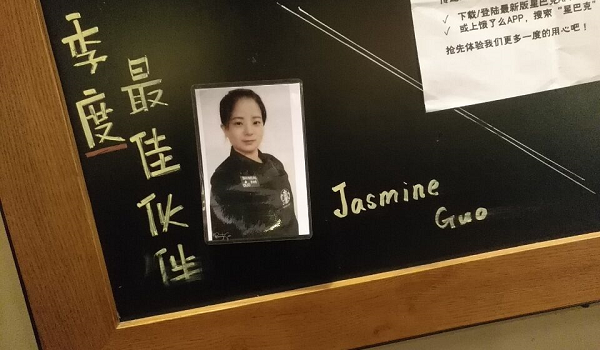 季度
最佳伙伴
Jasmine
Guo
✓ 下载/登陆最新版星巴克
✓ 或上饿了么APP，搜索“星巴克
抢先体验我们更多一度的用心吧！